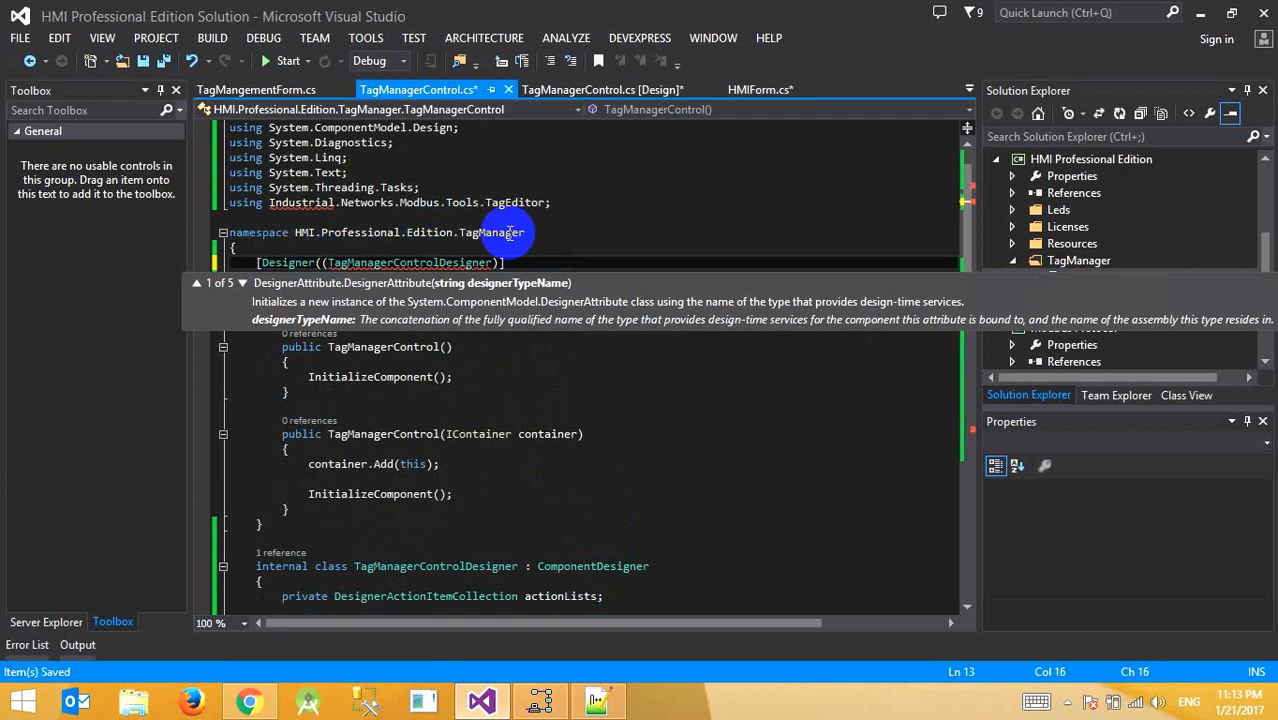 HMI Professional Edition Solution - Microsoft Visual Studio
9
Quick Launch (Ctrl+Q)
FILE EDIT VIEW PROJECT BUILD DEBUG TEAM TOOLS TEST ARCHITECTURE ANALYZE DEVEXPRESS WINDOW HELP
Sign in
Start Debug
Toolbox
Search Toolbox
General
There are no usable controls in
this group. Drag an item onto
this text to add it to the toolbox.
Server Explorer Toolbox
TagMangementForm.cs TagManagerControl.cs* TagManagerControl.cs [Design]* HMIForm.cs*
HMI.Professional.Edition.TagManager.TagManagerControl TagManagerControl()
using System.ComponentModel.Design;
using System.Diagnostics;
using System.Linq;
using System.Text;
using System.Threading.Tasks;
using Industrial.Networks.Modbus.Tools.TagEditor;
namespace HMI.Professional.Edition.TagManager
{
[Designer((TagManagerControlDesigner)]
1 of 5 DesignerAttribute.DesignerAttribute(string designerTypeName)
Initializes a new instance of the System.ComponentModel.DesignerAttribute class using the name of the type that provides design-time services.
designerTypeName: The concatenation of the fully qualified name of the type that provides design-time services for the component this attribute is bound to, and the name of the assembly this type resides in.
0 references
public TagManagerControl()
{
InitializeComponent();
}
0 references
public TagManagerControl(IContainer container)
{
container.Add(this);
InitializeComponent();
}
}
1 reference
internal class TagManagerControlDesigner : ComponentDesigner
{
private DesignerActionItemCollection actionLists;
100 %
Solution Explorer
Search Solution Explorer (Ctrl+;)
HMI Professional Edition
Properties
References
Leds
Licenses
Resources
TagManager
Properties
References
Solution Explorer Team Explorer Class View
Properties
Error List Output
Item(s) Saved Ln 13 Col 16 Ch 16 INS
ENG
11:13 PM
1/21/2017